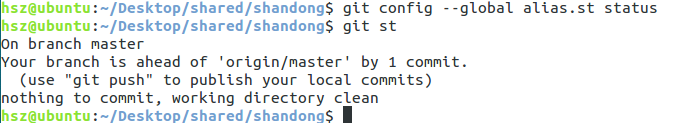 hsz@ubuntu:~/Desktop/shared/shandong$ git config --global alias.st status
hsz@ubuntu:~/Desktop/shared/shandong$ git st
On branch master
Your branch is ahead of 'origin/master' by 1 commit.
  (use "git push" to publish your local commits)
nothing to commit, working directory clean
hsz@ubuntu:~/Desktop/shared/shandong$